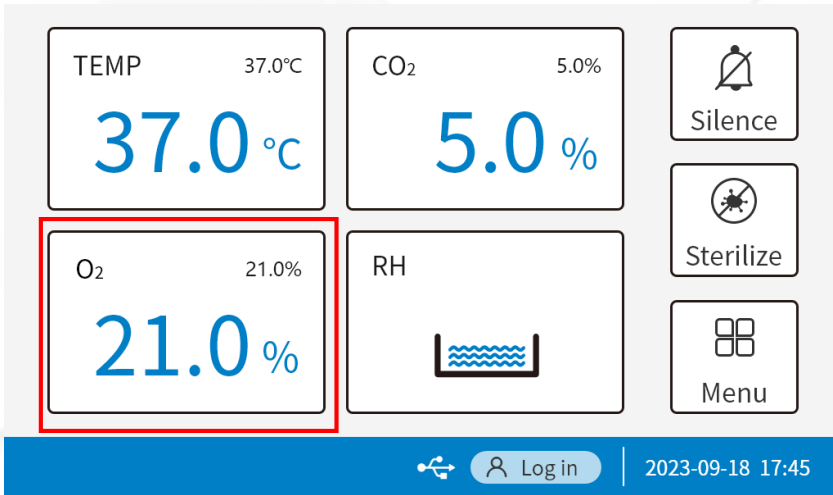 TEMP 37.0℃
37.0 °C
CO₂ 5.0%
5.0 %
Silence
Sterilize
O₂ 21.0%
21.0 %
RH
Menu
Log in
2023-09-18 17:45